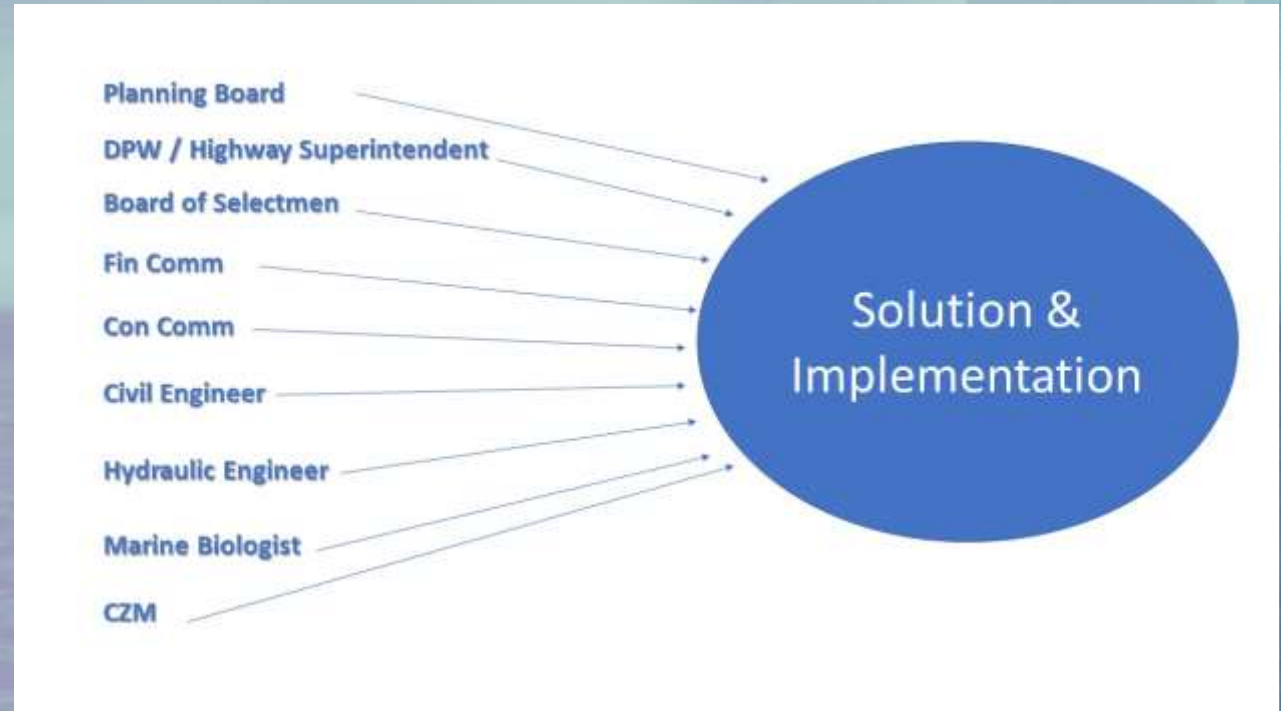 Planning Board
DPW / Highway Superintendent
Board of Selectmen
Fin Comm
Con Comm
Civil Engineer
Hydraulic Engineer
Marine Biologist
CZM
Solution &
Implementation